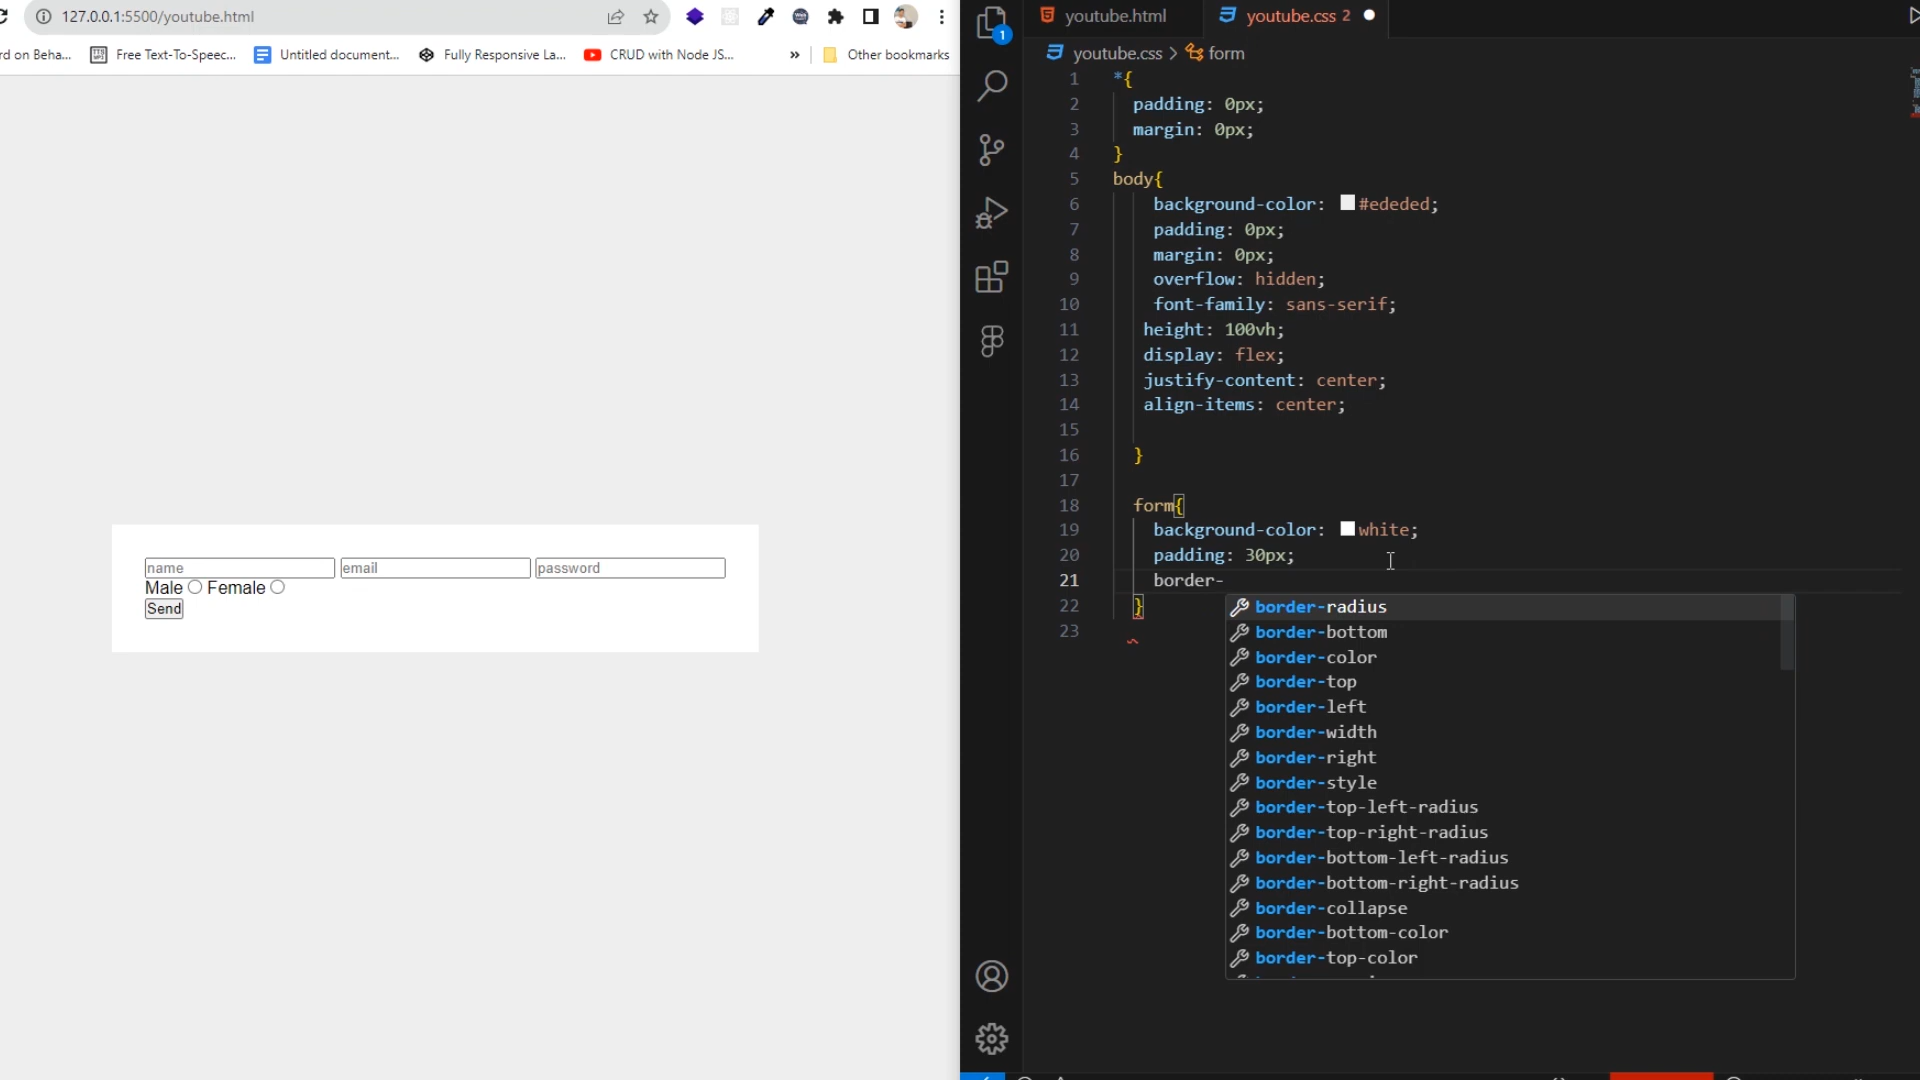 127.0.0.1:5500/youtube.html
rd on Beha...
Free Text-To-Speec...
Untitled document...
Fully Responsive La...
CRUD with Node JS...
»
Other bookmarks
name
email
password
Male
Female
Send
1
youtube.html
youtube.css 2
youtube.css > form
1 *{
2 padding: 0px;
3 margin: 0px;
4 }
5 body{
6 background-color: #ededed;
7 padding: 0px;
8 margin: 0px;
9 overflow: hidden;
10 font-family: sans-serif;
11 height: 100vh;
12 display: flex;
13 justify-content: center;
14 align-items: center;
15
16 }
17
18 form{
19 background-color: white;
20 padding: 30px;
21 border-
22 }
23
border-radius
border-bottom
border-color
border-top
border-left
border-width
border-right
border-style
border-top-left-radius
border-top-right-radius
border-bottom-left-radius
border-bottom-right-radius
border-collapse
border-bottom-color
border-top-color